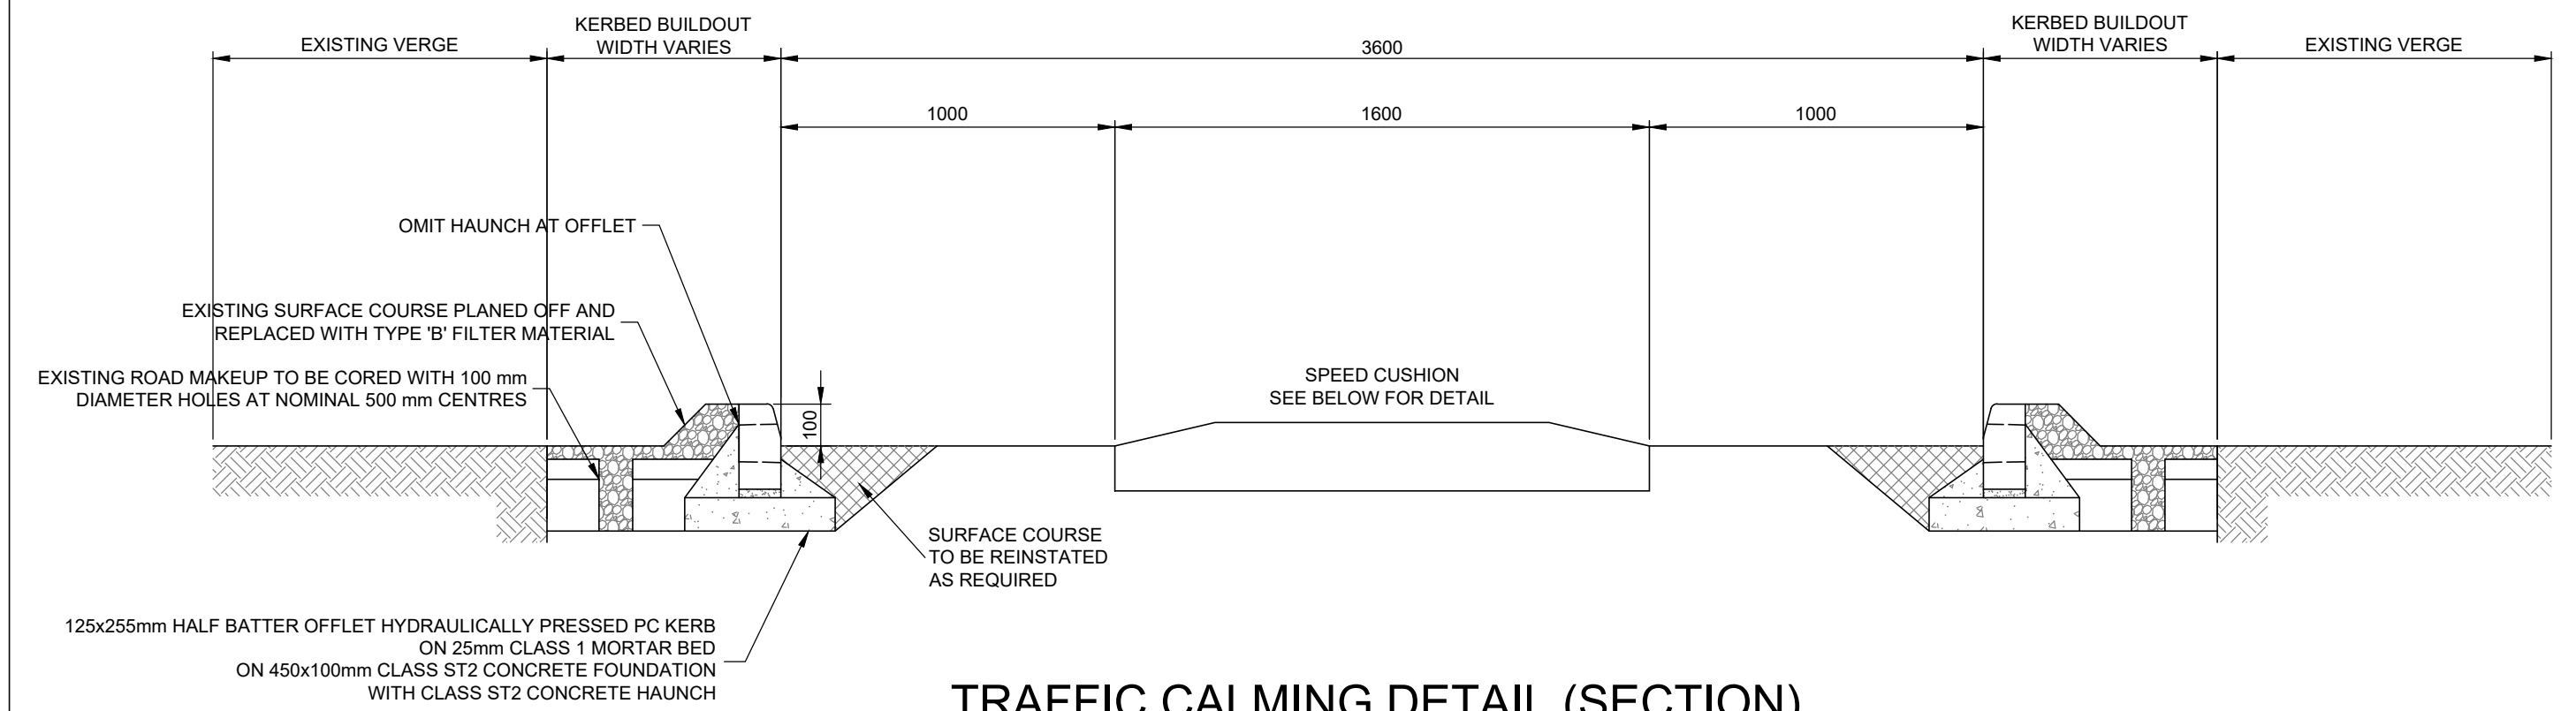 EXISTING VERGE
KERBED BUILDOUT
WIDTH VARIES
3600
KERBED BUILDOUT
WIDTH VARIES
EXISTING VERGE
1000
1600
1000
OMIT HAUNCH AT OFFLET
EXISTING SURFACE COURSE PLANED OFF AND
REPLACED WITH TYPE 'B' FILTER MATERIAL
EXISTING ROAD MAKEUP TO BE CORED WITH 100 mm
DIAMETER HOLES AT NOMINAL 500 mm CENTRES
100
SPEED CUSHION
SEE BELOW FOR DETAIL
SURFACE COURSE
TO BE REINSTATED
AS REQUIRED
125x255mm HALF BATTER OFFLET HYDRAULICALLY PRESSED PC KERB
ON 25mm CLASS 1 MORTAR BED
ON 450x100mm CLASS ST2 CONCRETE FOUNDATION
WITH CLASS ST2 CONCRETE HAUNCH
TRAFFIC CALMING DETAIL (SECTION)